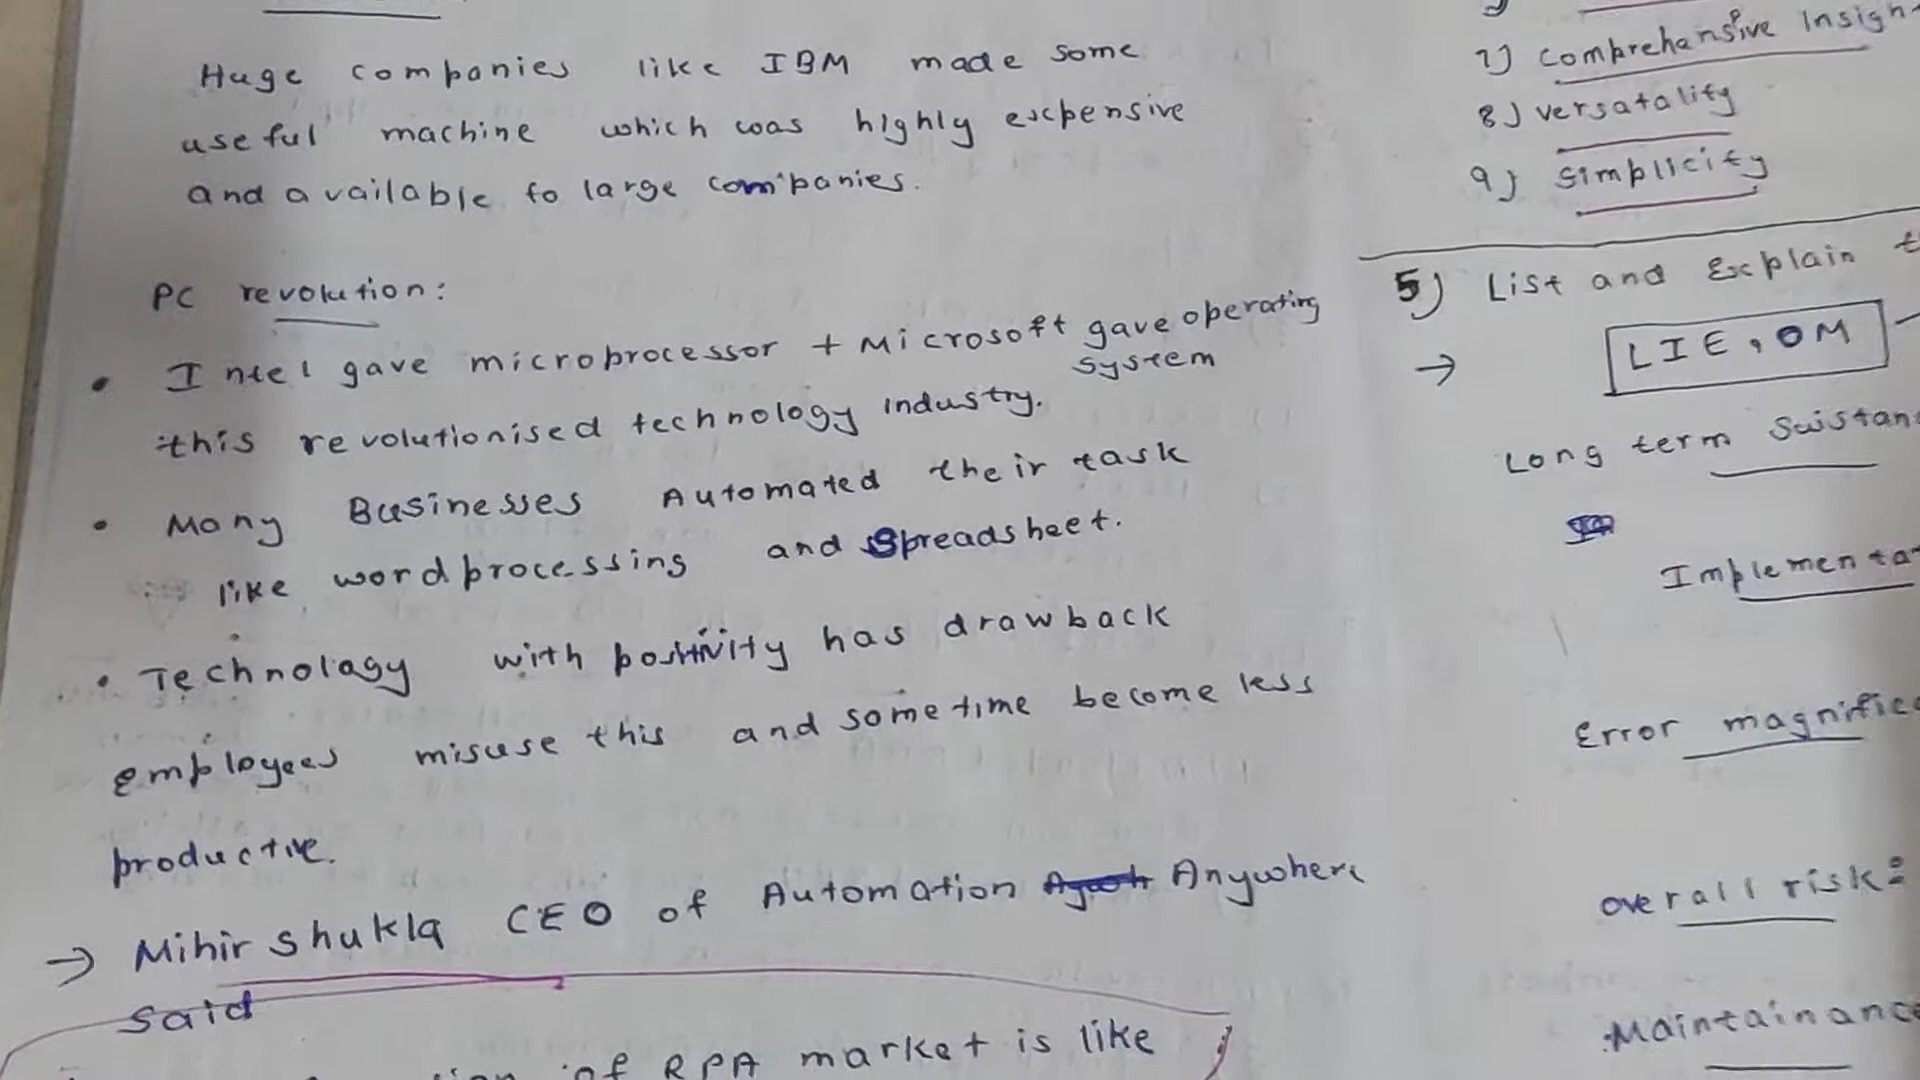 Huge companies like IBM made some
useful machine which was highly expensive
and available to large companies.
PC revolution:
• Intel gave microprocessor + Microsoft gave operating
system
this revolutionised technology industry.
• Many Businesses Automated their task
like wordprocessing and Spreadsheet.
• Technology with positivity has drawback
employees misuse this and sometime become less
productive.
→ Mihir shukla CEO of Automation Anywhere
said
of RPA market is like
7) comprehensive Insigh
8) versatality
9) simplicity
5) List and Explain t
→ LIE, OM
Long term Suistan
Implementa
Error magnific
overall risk:
Maintainance